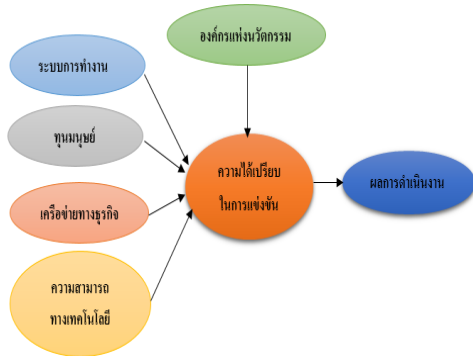 องค์กรแห่งนวัตกรรม
ระบบการทำงาน
ทุนมนุษย์
เครือข่ายทางธุรกิจ
ความสามารถ
ทางเทคโนโลยี
ความได้เปรียบ
ในการแข่งขัน
ผลการดำเนินงาน